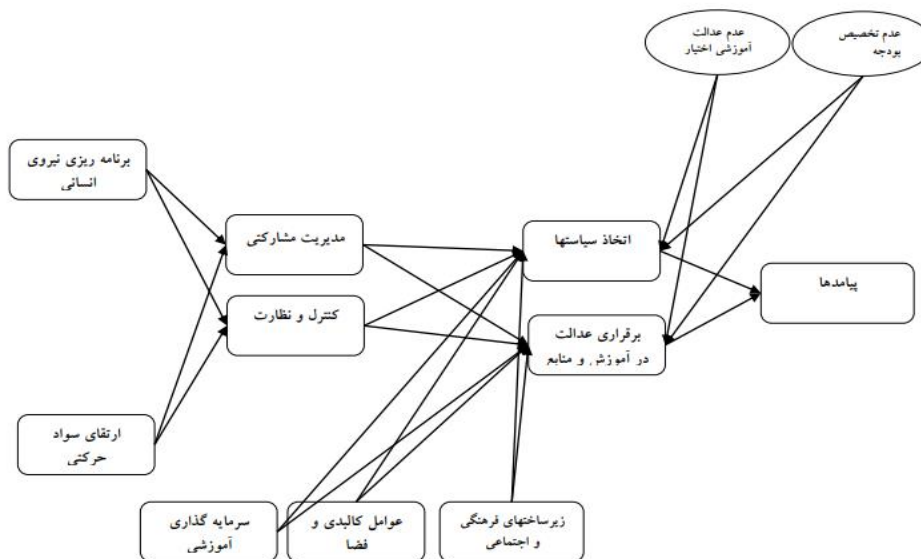 عدم عدالت
آموزشی اختیار
عدم تخصیص
بودجه
برنامه ریزی نیروی
انسانی
مدیریت مشارکتی
اتخاذ سیاستها
پیامدها
کنترل و نظارت
برقراری عدالت
در آموزش و منابع
ارتقای سواد
حرکتی
سرمایه گذاری
آموزشی
عوامل کالبدی و
فضا
زیرساختهای فرهنگی
و اجتماعی